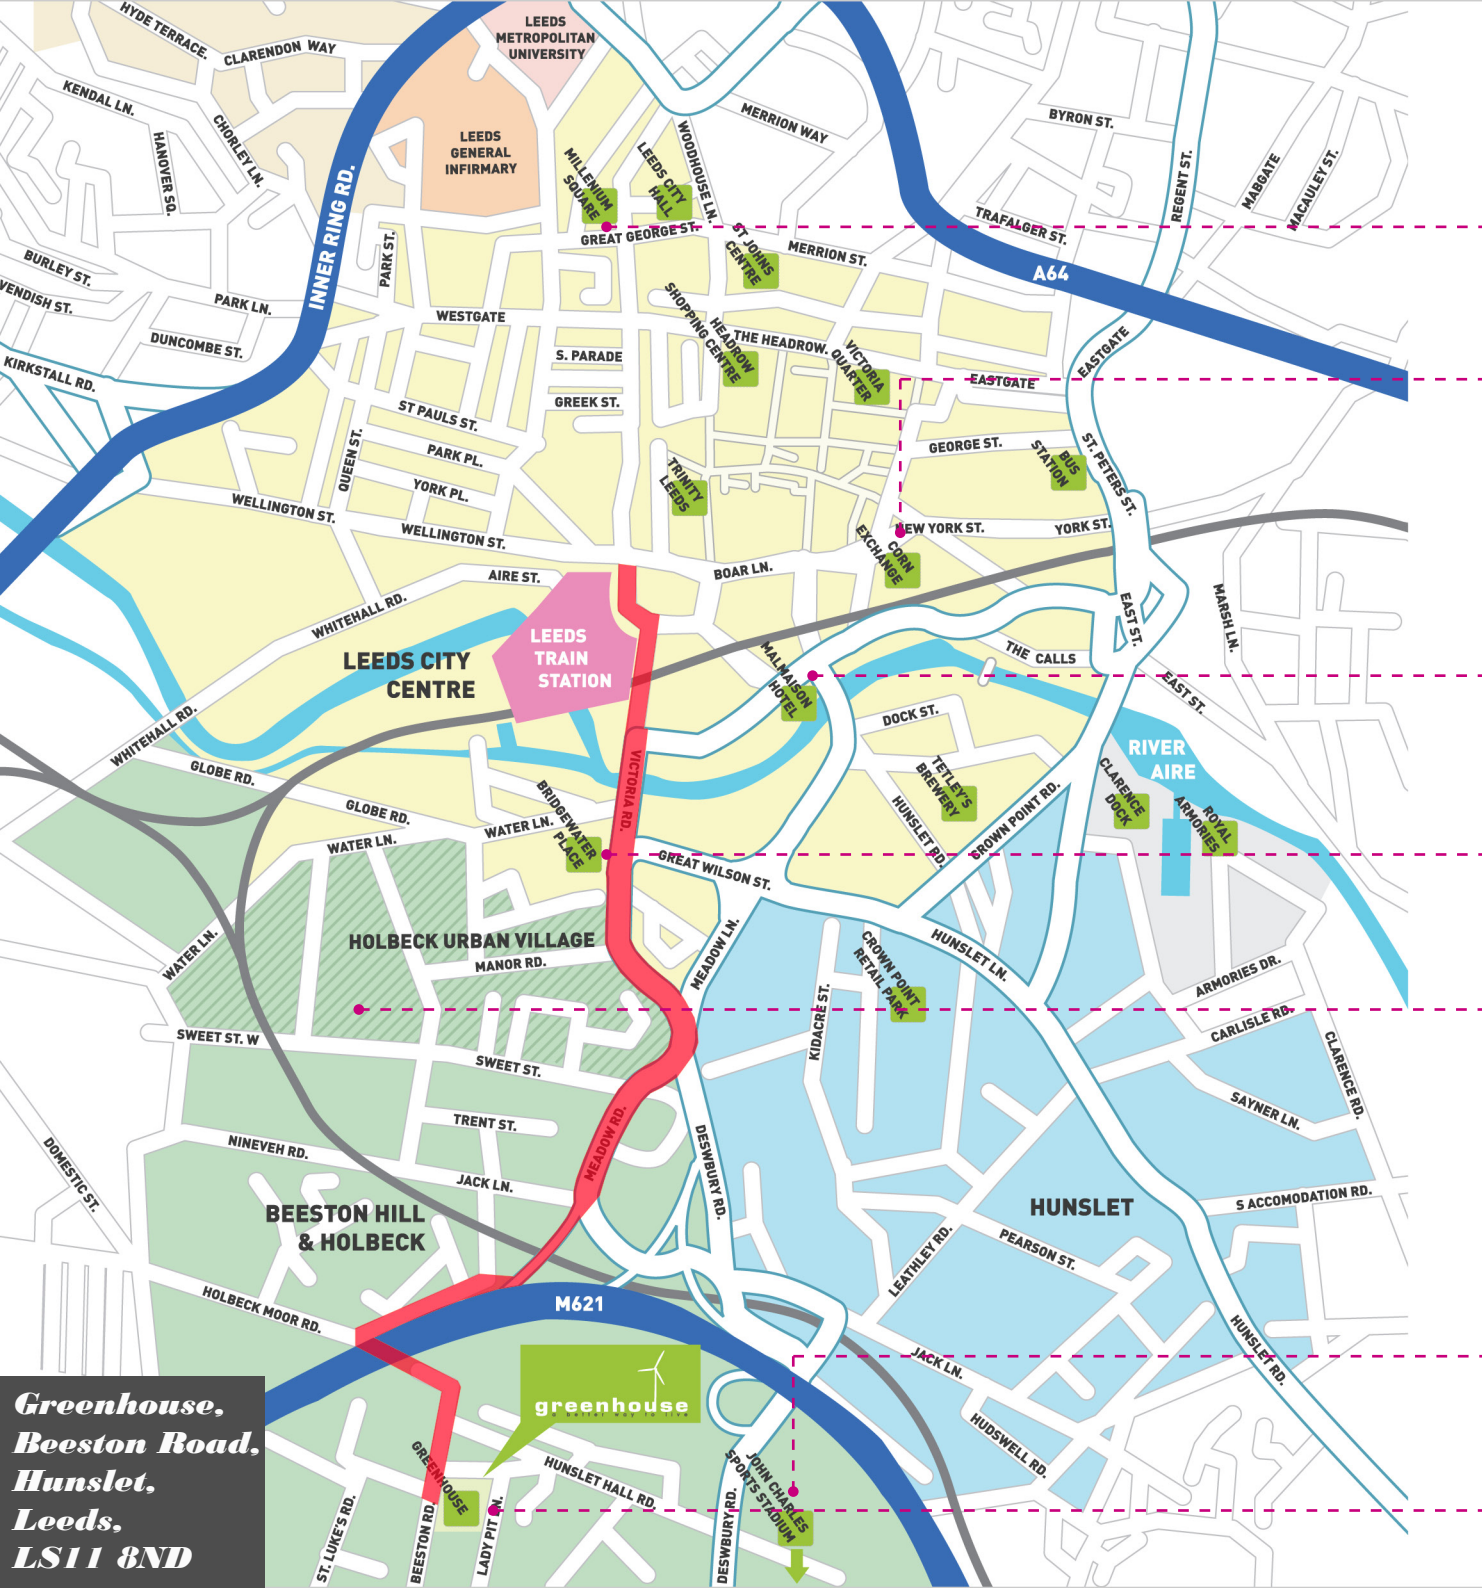 HYDE TERRACE.
CLARENDON WAY
LEEDS
METROPOLITAN
UNIVERSITY
KENDAL LN.
HANOVER SQ.
CHORLEY LN.
INNER RING RD.
LEEDS
GENERAL
INFIRMARY
MILLENIUM
SQUARE
LEEDS CITY
HALL
WOODHOUSE LN.
MERRION WAY
BYRON ST.
REGENT ST.
MABGATE
MACAULEY ST.
TRAFALGER ST.
GREAT GEORGE ST.
ST JOHNS
CENTRE
MERRION ST.
A64
PARK ST.
BURLEY ST.
VENDISH ST.
PARK LN.
DUNCOMBE ST.
KIRKSTALL RD.
WESTGATE
S. PARADE
GREEK ST.
HEADROW
SHOPPING CENTRE
THE HEADROW.
VICTORIA
QUARTER
EASTGATE
EASTGATE
ST PAULS ST.
PARK PL.
YORK PL.
QUEEN ST.
GEORGE ST.
BUS
STATION
ST. PETERS ST.
TRINITY
LEEDS
WELLINGTON ST.
WELLINGTON ST.
NEW YORK ST.
YORK ST.
CORN
EXCHANGE
BOAR LN.
AIRE ST.
WHITEHALL RD.
EAST ST.
MARSH LN.
LEEDS
TRAIN
STATION
LEEDS CITY
CENTRE
MALMAISON
HOTEL
THE CALLS
EAST ST.
WHITEHALL RD.
DOCK ST.
RIVER
AIRE
GLOBE RD.
GLOBE RD.
VICTORIA RD.
BRIDGEWATER
PLACE
TETLEY'S
BREWERY
HUNSLET RD.
CROWN POINT RD.
CLARENCE
DOCK
ROYAL
ARMORIES
WATER LN.
WATER LN.
GREAT WILSON ST.
WATER LN.
HOLBECK URBAN VILLAGE
MANOR RD.
MEADOW LN.
CROWN POINT
RETAIL PARK
HUNSLET LN.
ARMORIES DR.
CARLISLE RD.
CLARENCE RD.
KIDACRE ST.
SWEET ST. W
SWEET ST.
SAYNER LN.
TRENT ST.
NINEVEH RD.
DOMESTIC ST.
JACK LN.
MEADOW RD.
DESWBURY RD.
BEESTON HILL
& HOLBECK
HUNSLET
S ACCOMODATION RD.
PEARSON ST.
LEATHLEY RD.
HOLBECK MOOR RD.
M621
HUNSLET RD.
JACK LN.
greenhouse
a better way to live
HUDSWELL RD.
GREENHOUSE
HUNSLET HALL RD.
JOHN CHARLES
SPORTS STADIUM
ST. LUKE'S RD.
BEESTON RD.
LADY PIT LN.
DESWBURY RD.
Greenhouse,
Beeston Road,
Hunslet,
Leeds,
LS11 8ND